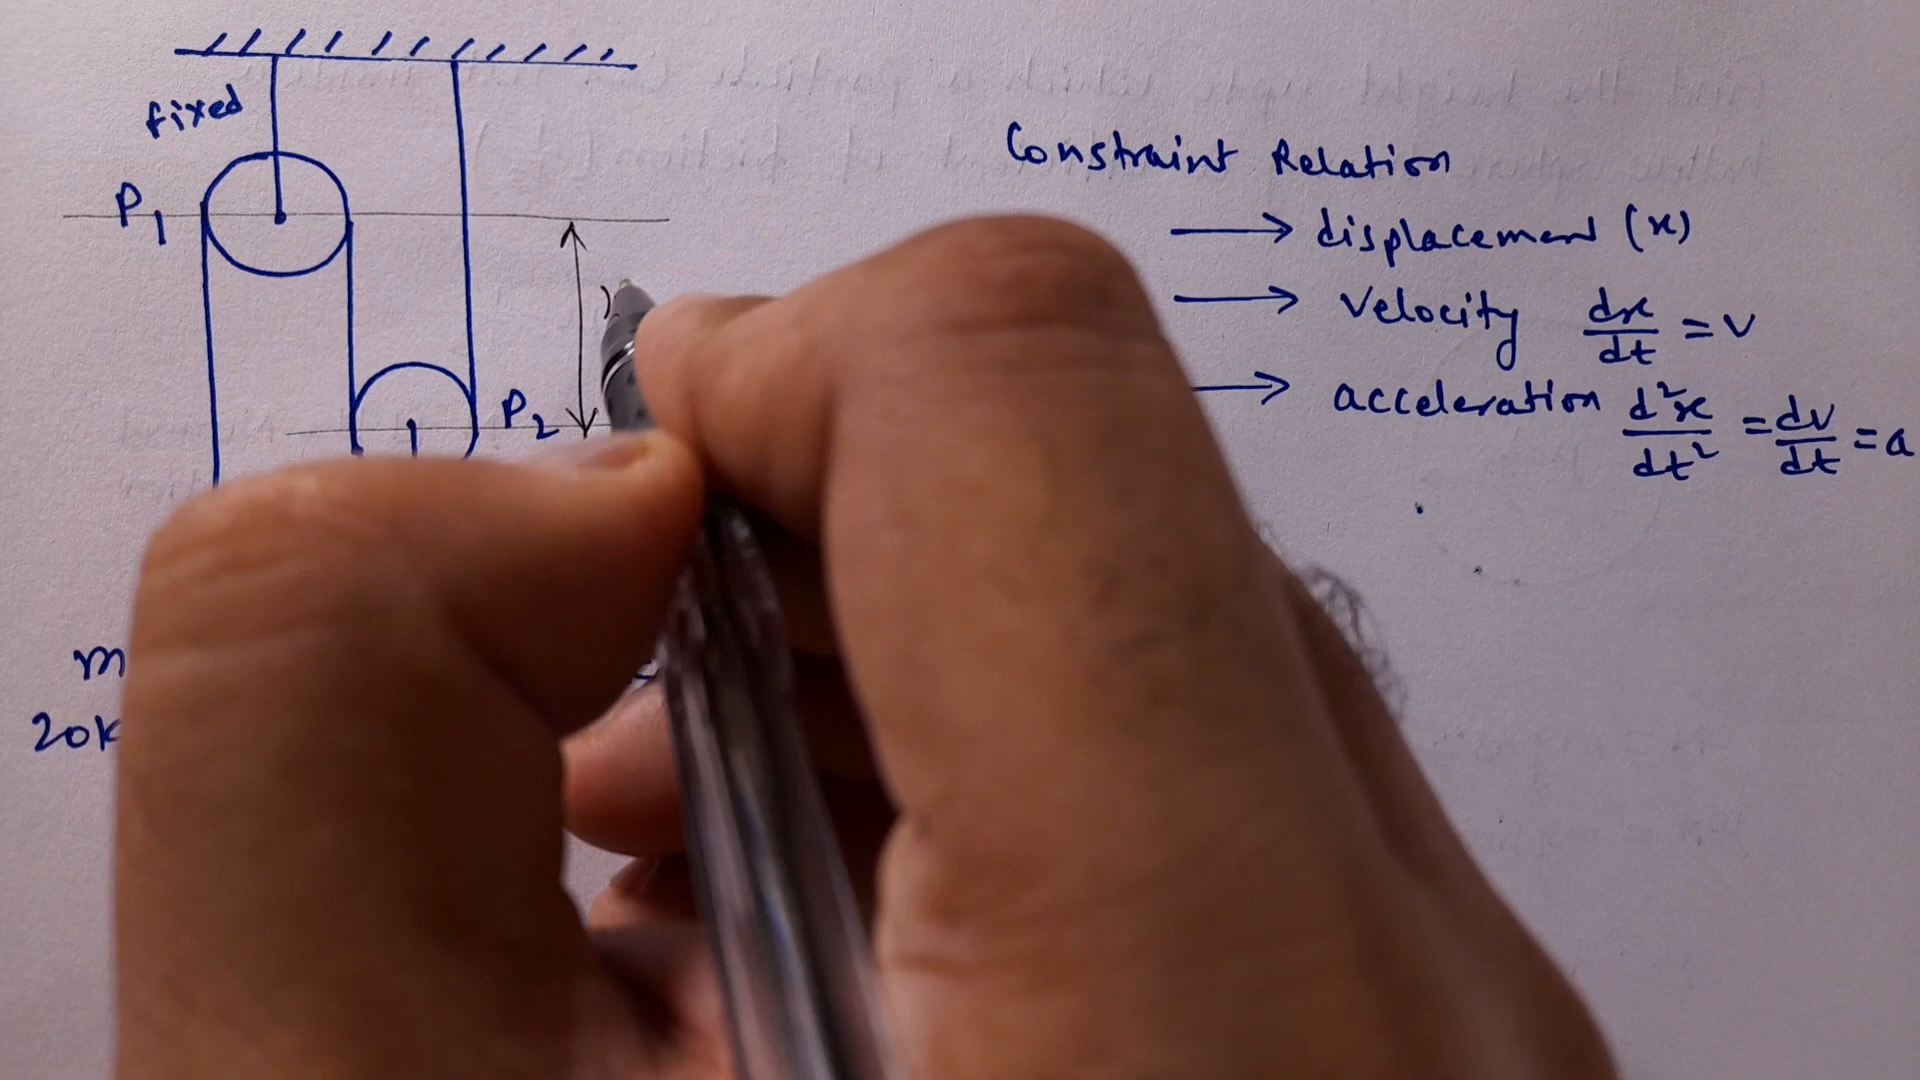 fixed
P1
P2
m
20k
Constraint Relation
→ displacement (x)
→ Velocity dx/dt = v
→ acceleration d²x/dt² = dv/dt = a